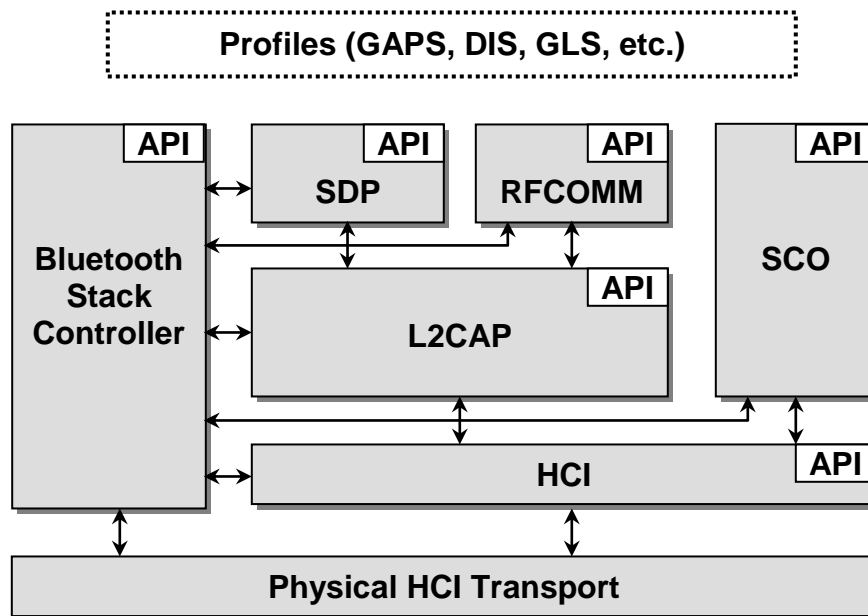 Profiles (GAPS, DIS, GLS, etc.)
API
API
API
API
SDP
RFCOMM
Bluetooth
Stack
Controller
SCO
API
L2CAP
API
HCI
Physical HCI Transport